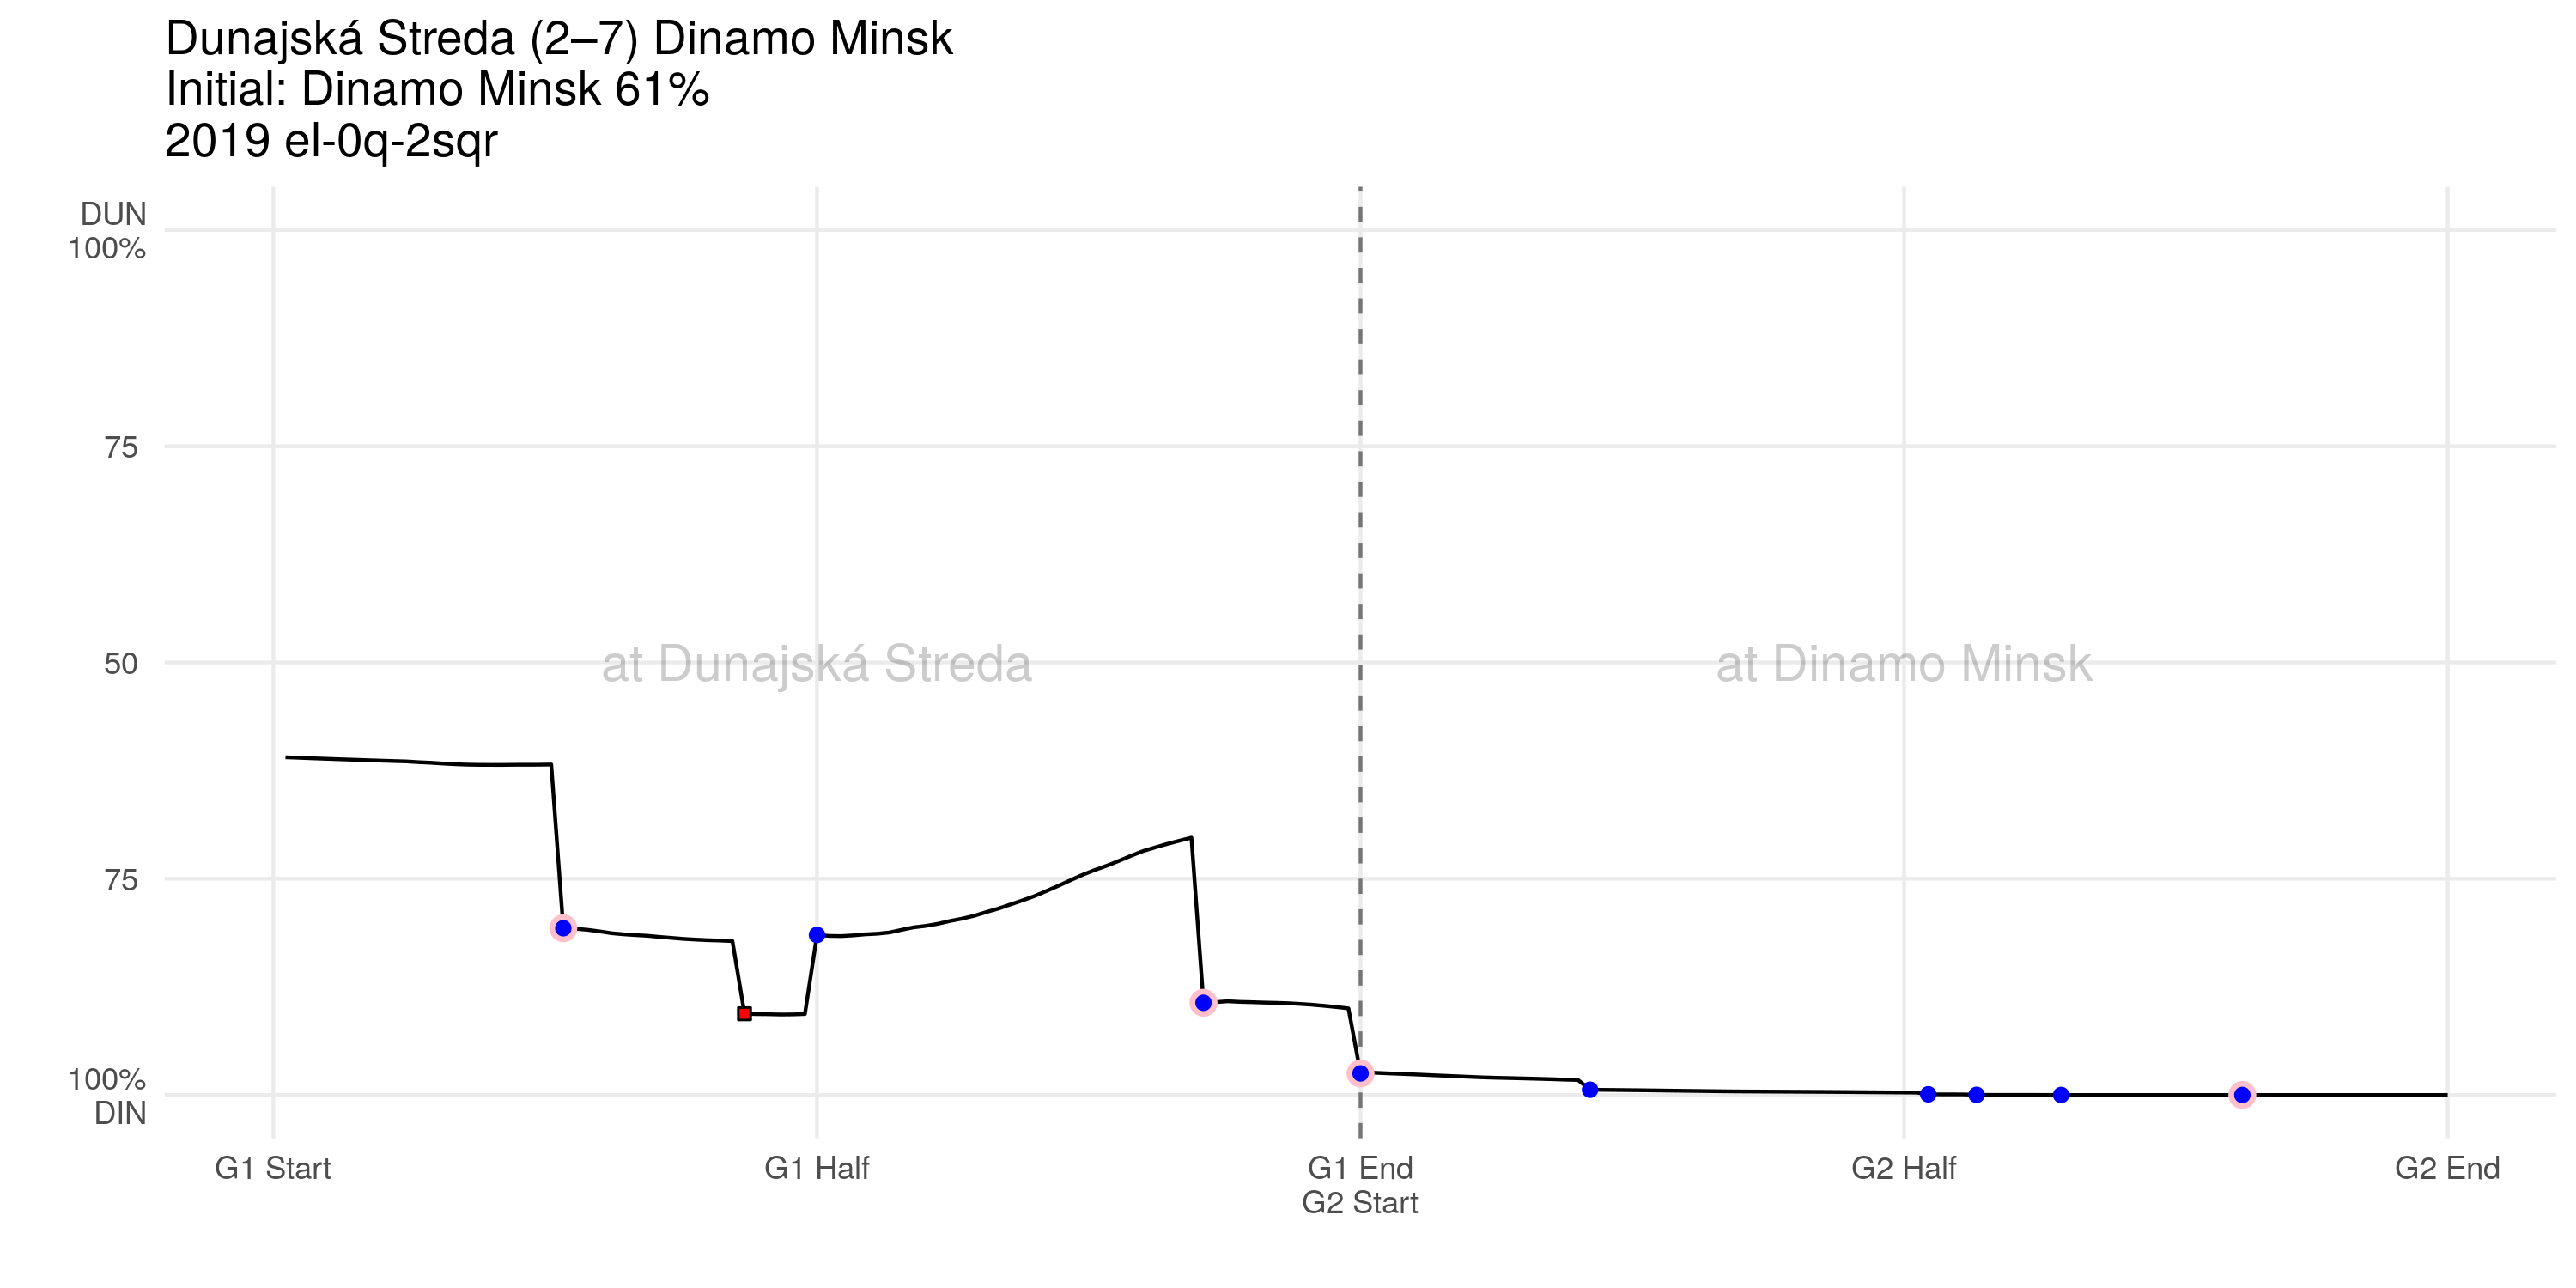 Dunajská Streda (2–7) Dinamo Minsk
Initial: Dinamo Minsk 61%
2019 el-0q-2sqr
DUN
100%
75
50
75
100%
DIN
at Dunajská Streda
at Dinamo Minsk
G1 Start
G1 Half
G1 End
G2 Start
G2 Half
G2 End